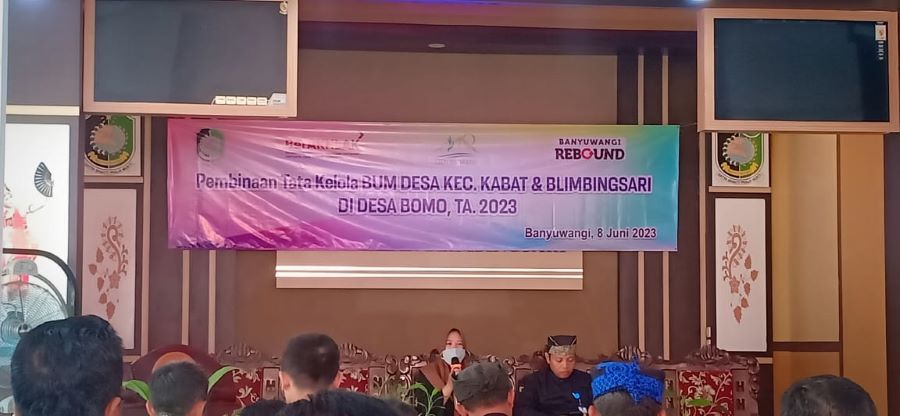 BerAKHLAK
BANYUWANGI
REBOUND
Pembinaan Tata Kelola BUM DESA KEC. KABAT & BLIMBINGSARI
DI DESA BOMO, TA. 2023
Banyuwangi, 8 Juni 2023